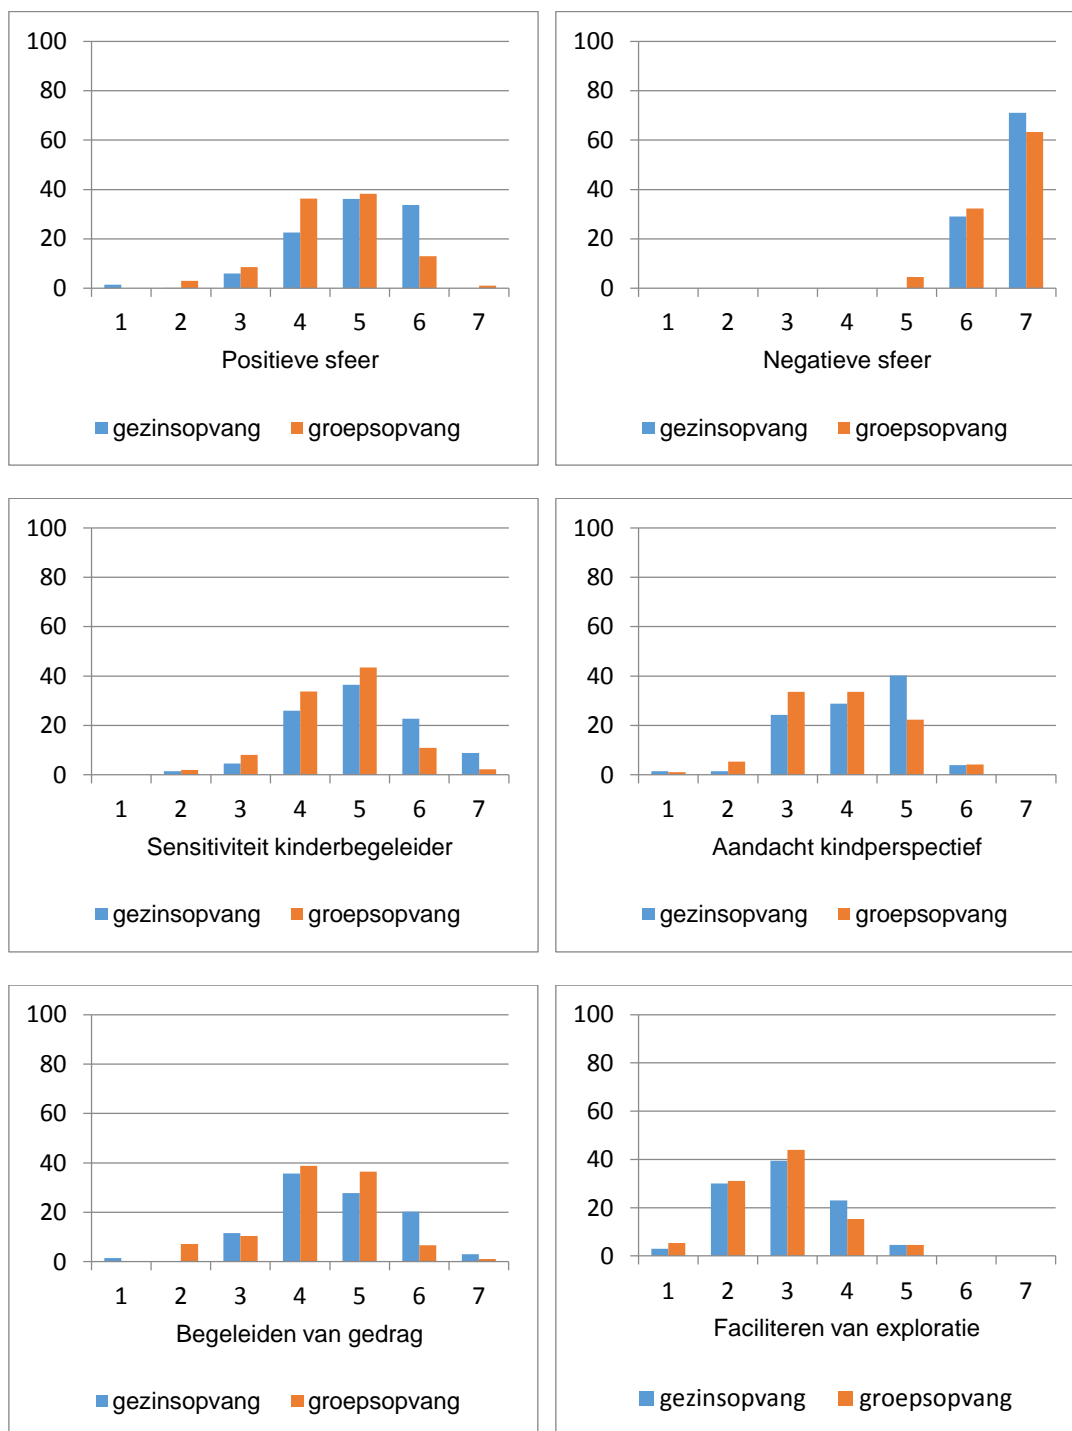 100
80
60
40
20
0
1 2 3 4 5 6 7
Positieve sfeer
gezinsopvang groepsopvang
100
80
60
40
20
0
1 2 3 4 5 6 7
Negatieve sfeer
gezinsopvang groepsopvang
100
80
60
40
20
0
1 2 3 4 5 6 7
Sensitiviteit kinderbegeleider
gezinsopvang groepsopvang
100
80
60
40
20
0
1 2 3 4 5 6 7
Aandacht kindperspectief
gezinsopvang groepsopvang
100
80
60
40
20
0
1 2 3 4 5 6 7
Begeleiden van gedrag
gezinsopvang groepsopvang
100
80
60
40
20
0
1 2 3 4 5 6 7
Faciliteren van exploratie
gezinsopvang groepsopvang